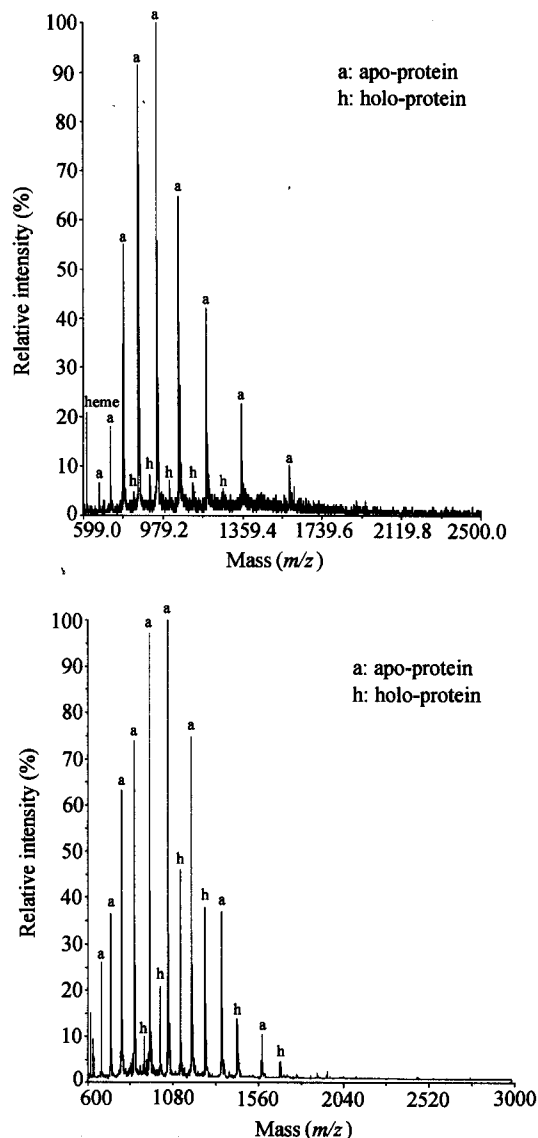 100
90
80
70
60
50
40
30
20
10
0
Relative intensity (%)
a: apo-protein
h: holo-protein
a
a
a
a
a
a
a
a
a
heme
h
h
h
h
h
599.0 779.2 1359.4 1739.6 2119.8 2500.0
Mass (m/z)
100
90
80
70
60
50
40
30
20
10
0
Relative intensity (%)
a: apo-protein
h: holo-protein
a
a
a
a
a
a
a
a
a
h
h
h
h
h
h
600 1080 1560 2040 2520 3000
Mass (m/z)